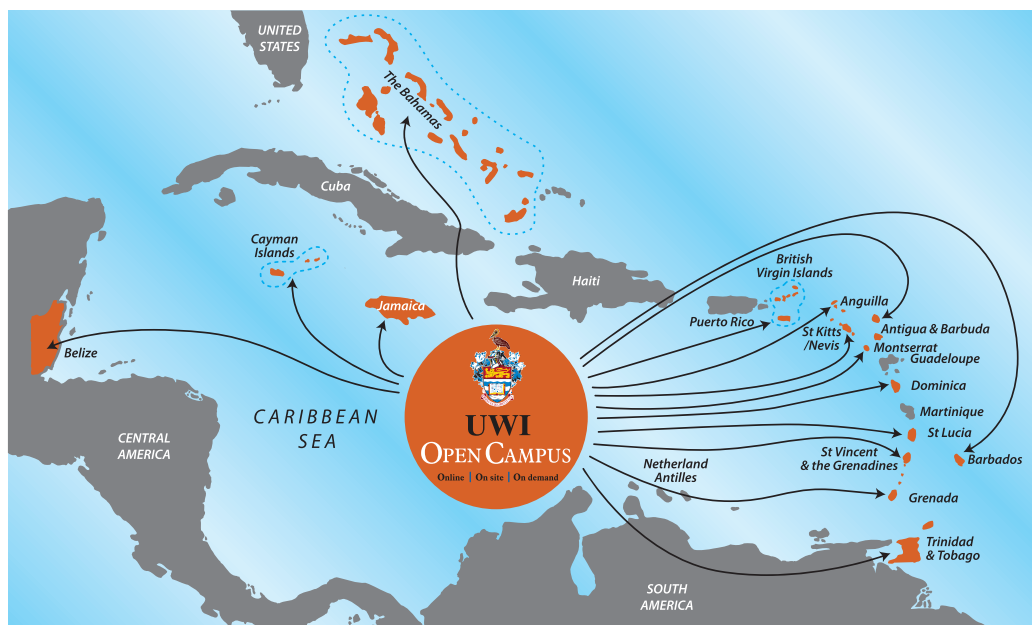 UNITED
STATES
The Bahamas
Cuba
Cayman
Islands
Haiti
British
Virgin Islands
Jamaica
Puerto Rico
Anguilla
St Kitts
/Nevis
Antigua & Barbuda
Montserrat
Guadeloupe
Belize
Dominica
CARIBBEAN
SEA
UWI
OPEN CAMPUS
Online | On site | On demand
Martinique
St Lucia
CENTRAL
AMERICA
St Vincent
& the Grenadines
Barbados
Netherland
Antilles
Grenada
Trinidad
& Tobago
SOUTH
AMERICA